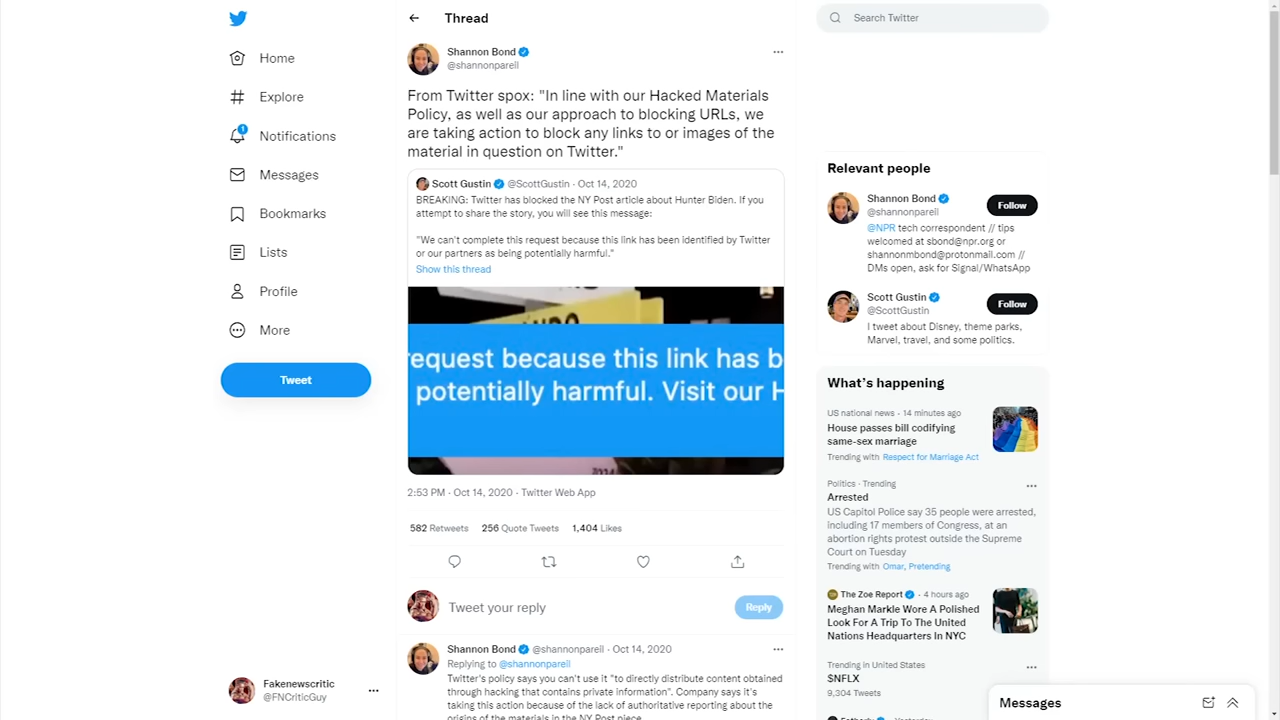 Home
Explore
1
Notifications
Messages
Bookmarks
Lists
Profile
More
Tweet
Fakenewscritic
@FNCriticGuy
Thread
Shannon Bond
@shannonpareil
From Twitter spox: "In line with our Hacked Materials
Policy, as well as our approach to blocking URLs, we
are taking action to block any links to or images of the
material in question on Twitter."
Scott Gustin @ScottGustin · Oct 14, 2020
BREAKING: Twitter has blocked the NY Post article about Hunter Biden. If you
attempt to share the story, you will see this message:
"We can't complete this request because this link has been identified by Twitter
or our partners as being potentially harmful."
Show this thread
request because this link has b
potentially harmful. Visit our H
2:53 PM · Oct 14, 2020 · Twitter Web App
582 Retweets 256 Quote Tweets 1,404 Likes
Tweet your reply
Reply
Shannon Bond @shannonpareil · Oct 14, 2020
Replying to @shannonpareil
Twitter's policy says you can't use it "to directly distribute content obtained
through hacking that contains private information". Company says it's
taking this action because of the lack of authoritative reporting about the
origins of the materials in the NY Post piece.
Search Twitter
Relevant people
Shannon Bond
@shannonpareil
Follow
@NPR tech correspondent // tips
welcomed at sbond@npr.org or
shannonmbond@protonmail.com //
DMs open, ask for Signal/WhatsApp
Scott Gustin
@ScottGustin
Follow
I tweet about Disney, theme parks,
Marvel, travel, and some politics.
What's happening
US national news · 14 minutes ago
House passes bill codifying
same-sex marriage
Trending with Respect for Marriage Act
Politics · Trending
Arrested
US Capitol Police say 35 people were arrested,
including 17 members of Congress, at an
abortion rights protest outside the Supreme
Court on Tuesday
Trending with Omar, Pretending
The Zoe Report · 4 hours ago
Meghan Markle Wore A Polished
Look For A Trip To The United
Nations Headquarters In NYC
Trending in United States
$NFLX
9,304 Tweets
Messages